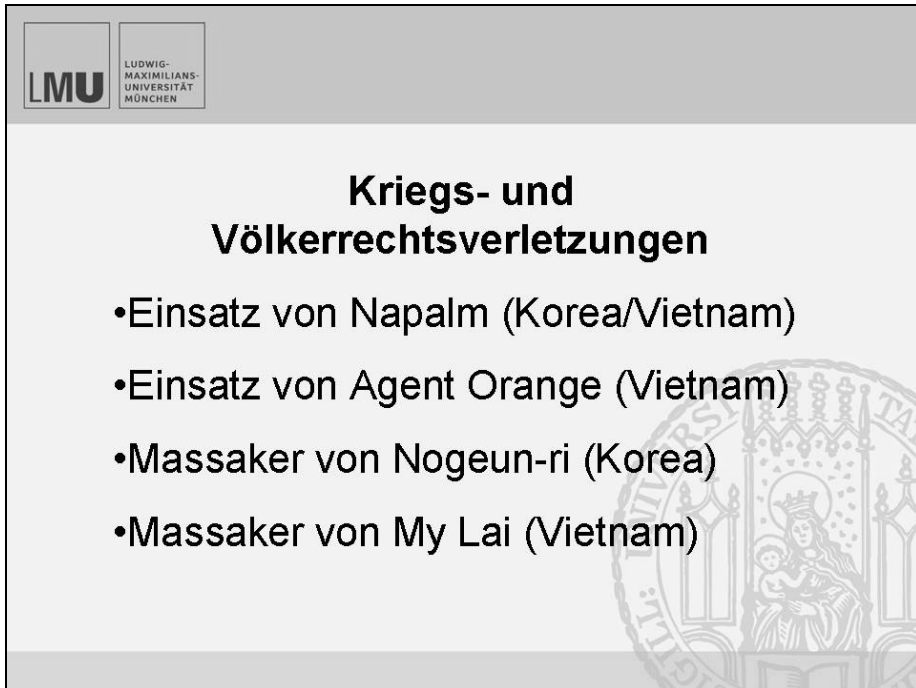 LMU
LUDWIG-
MAXIMILIANS-
UNIVERSITÄT
MÜNCHEN
Kriegs- und
Völkerrechtsverletzungen
•Einsatz von Napalm (Korea/Vietnam)
•Einsatz von Agent Orange (Vietnam)
•Massaker von Nogeun-ri (Korea)
•Massaker von My Lai (Vietnam)